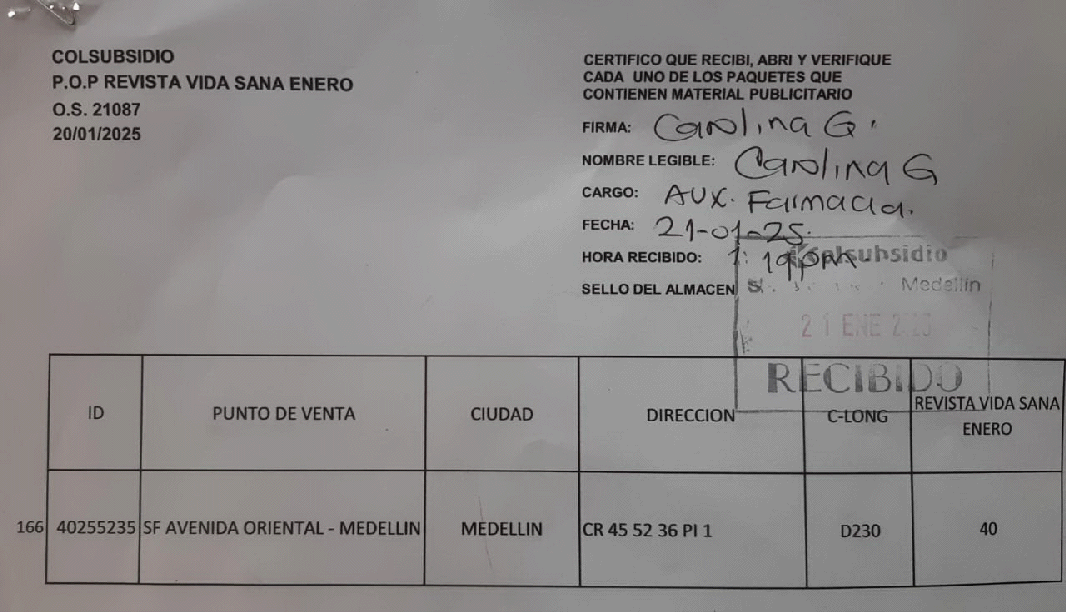 COLSUBSIDIO
P.O.P REVISTA VIDA SANA ENERO
O.S. 21087
20/01/2025
CERTIFICO QUE RECIBI, ABRI Y VERIFIQUE
CADA UNO DE LOS PAQUETES QUE
CONTIENEN MATERIAL PUBLICITARIO
FIRMA: Carolina G.
NOMBRE LEGIBLE: Carolina G
CARGO: AUX. Farmacia.
FECHA: 21-01-25.
HORA RECIBIDO: 1:19pm
SELLO DEL ALMACEN
Colsubsidio
Medellín
21 ENE
RECIBIDO
ID PUNTO DE VENTA CIUDAD DIRECCION C-LONG REVISTA VIDA SANA
ENERO
166 40255235 SF AVENIDA ORIENTAL - MEDELLIN MEDELLIN CR 45 52 36 PI 1 D230 40